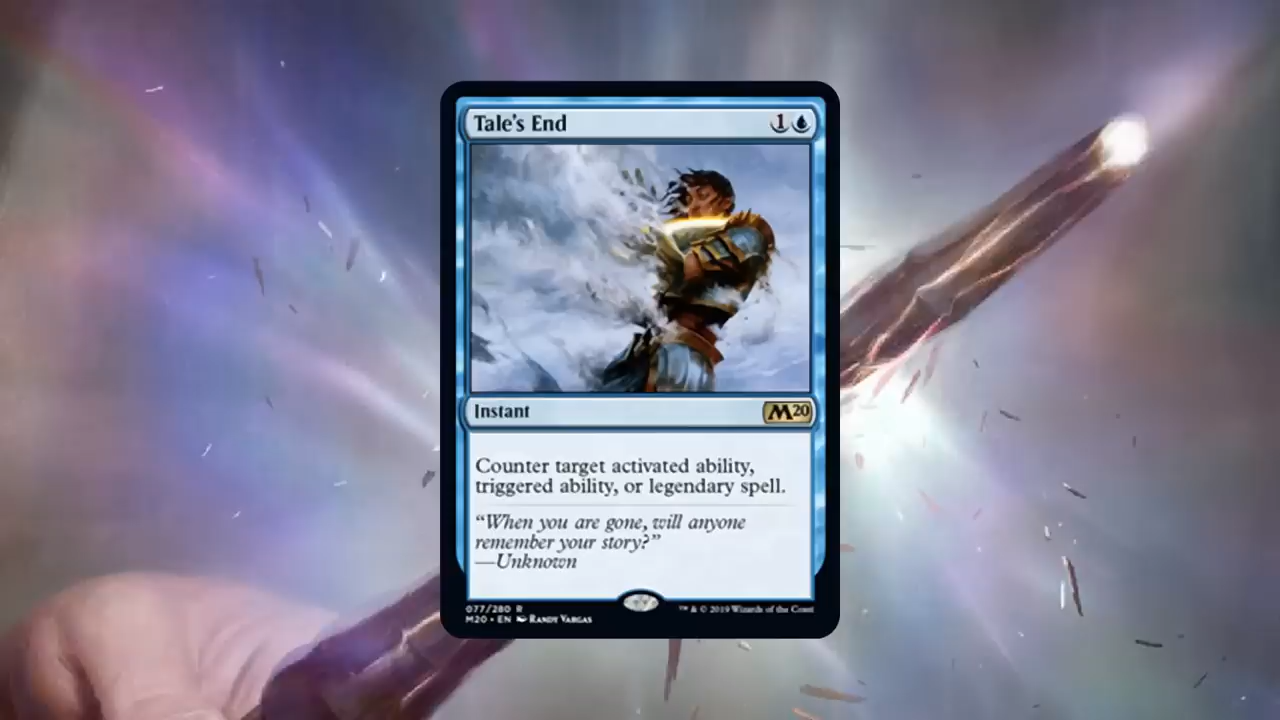 Tale's End 1
Instant M20
Counter target activated ability,
triggered ability, or legendary spell.
“When you are gone, will anyone
remember your story?”
—Unknown
077/280 R
™ & © 2019 Wizards of the Coast
M20 • EN Randy Vargas